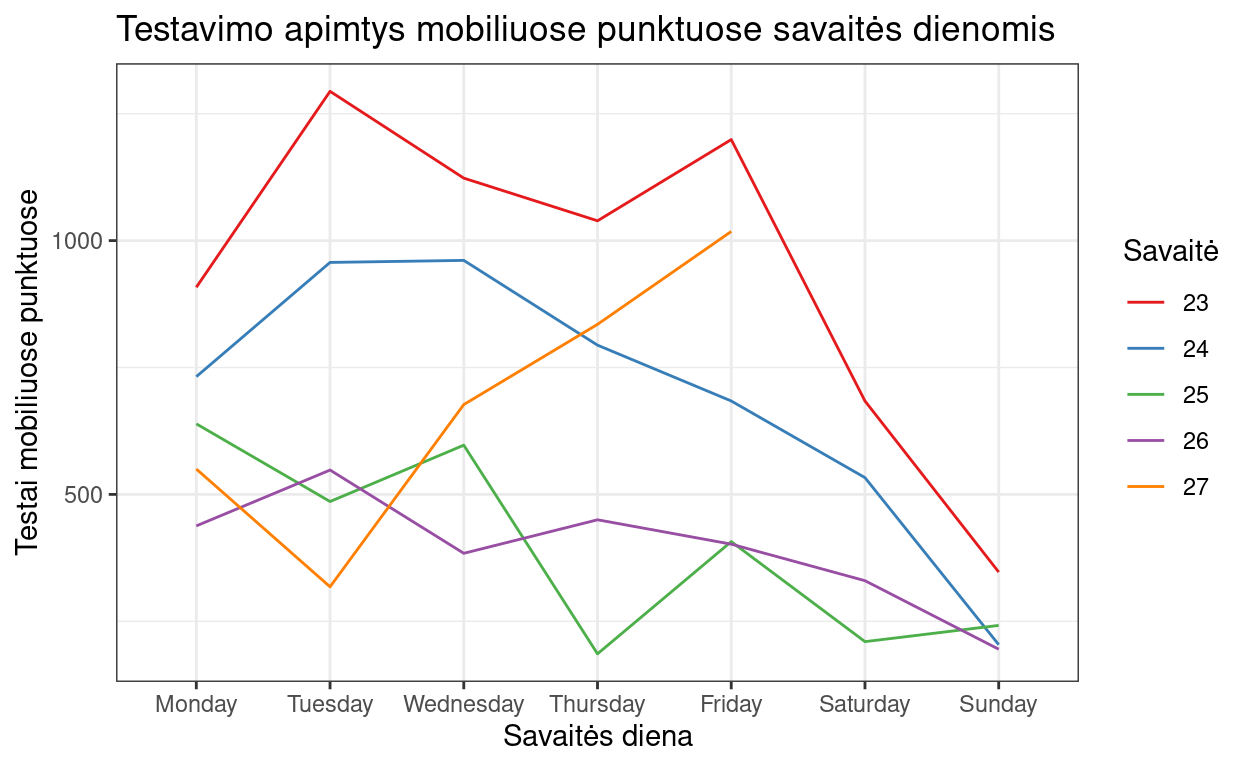 Testavimo apimtys mobiliuose punktuose savaitės dienomis
Testai mobiliuose punktuose
1000
500
Monday Tuesday Wednesday Thursday Friday Saturday Sunday
Savaitės diena
Savaitė
23
24
25
26
27